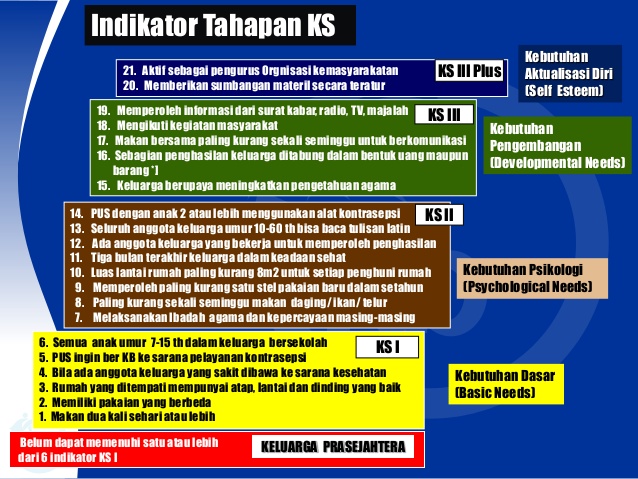 Indikator Tahapan KS
21. Aktif sebagai pengurus Orgnisasi kemasyarakatan
20. Memberikan sumbangan materil secara teratur
KS III Plus
Kebutuhan
Aktualisasi Diri
(Self Esteem)
19. Memperoleh informasi dari surat kabar, radio, TV, majalah
18. Mengikuti kegiatan masyarakat
17. Makan bersama paling kurang sekali seminggu untuk berkomunikasi
16. Sebagian penghasilan keluarga ditabung dalam bentuk uang maupun
barang *]
15. Keluarga berupaya meningkatkan pengetahuan agama
KS III
Kebutuhan
Pengembangan
(Developmental Needs)
14. PUS dengan anak 2 atau lebih menggunakan alat kontrasepsi
13. Seluruh anggota keluarga umur 10-60 th bisa baca tulisan latin
12. Ada anggota keluarga yang bekerja untuk memperoleh penghasilan
11. Tiga bulan terakhir keluarga dalam keadaan sehat
10. Luas lantai rumah paling kurang 8m2 untuk setiap penghuni rumah
9. Memperoleh paling kurang satu stel pakaian baru dalam setahun
8. Paling kurang sekali seminggu makan daging/ikan/ telur
7. Melaksanakan Ibadah agama dan kepercayaan masing-masing
KS II
Kebutuhan Psikologi
(Psychological Needs)
6. Semua anak umur 7-15 th dalam keluarga bersekolah
5. PUS ingin ber KB ke sarana pelayanan kontrasepsi
4. Bila ada anggota keluarga yang sakit dibawa ke sarana kesehatan
3. Rumah yang ditempati mempunyai atap, lantai dan dinding yang baik
2. Memiliki pakaian yang berbeda
1. Makan dua kali sehari atau lebih
KS I
Kebutuhan Dasar
(Basic Needs)
Belum dapat memenuhi satu atau lebih
dari 6 indikator KS I
KELUARGA PRASEJAHTERA